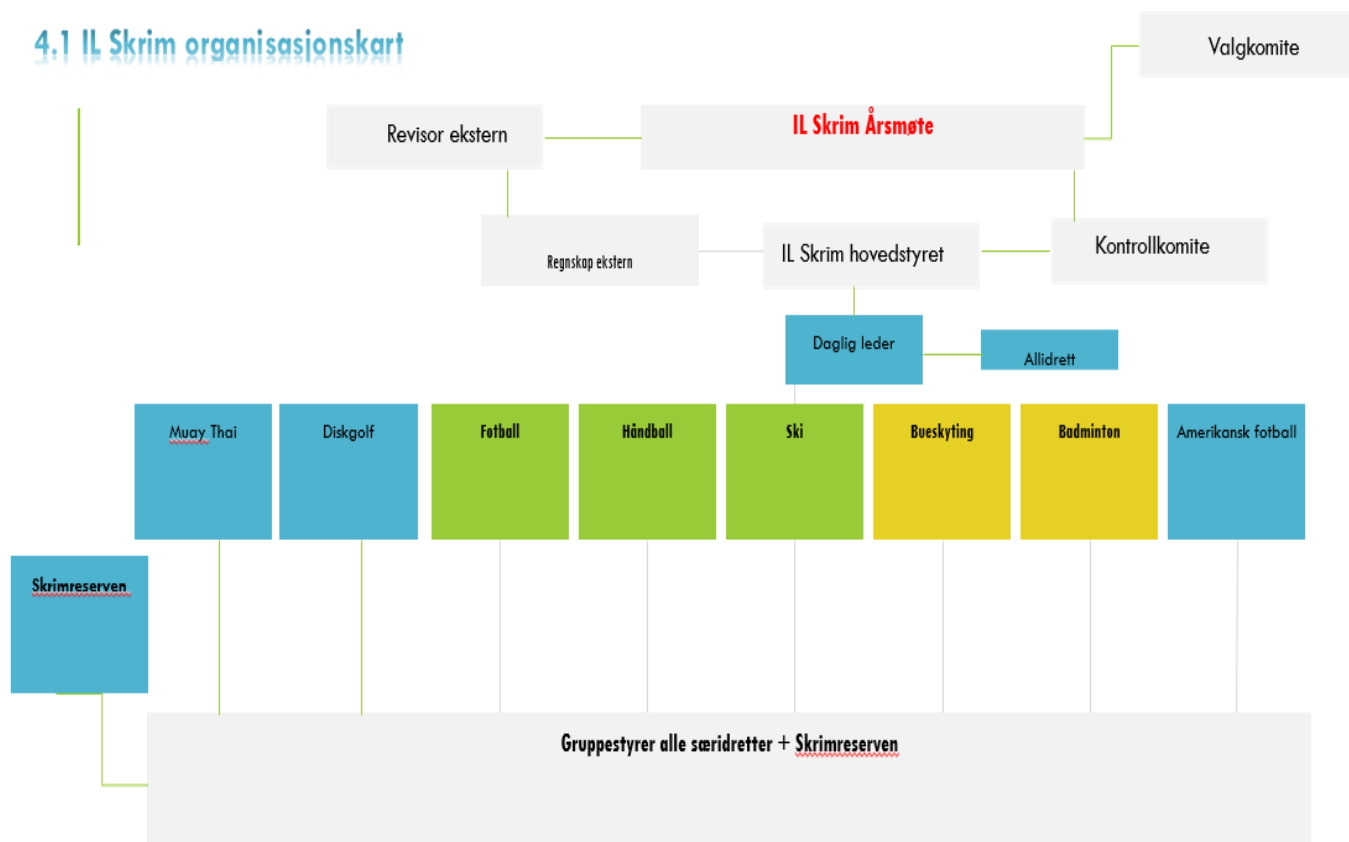 4.1 IL Skrim organisasjonskart
Valgkomite
Revisor ekstern
IL Skrim Årsmøte
Regnskap ekstern
IL Skrim hovedstyret
Kontrollkomite
Daglig leder
Allidrett
Muay Thai
Diskgolf
Fotball
Håndball
Ski
Bueskyting
Badminton
Amerikansk fotball
Skrimreserven
Gruppestyrer alle særidretter + Skrimreserven